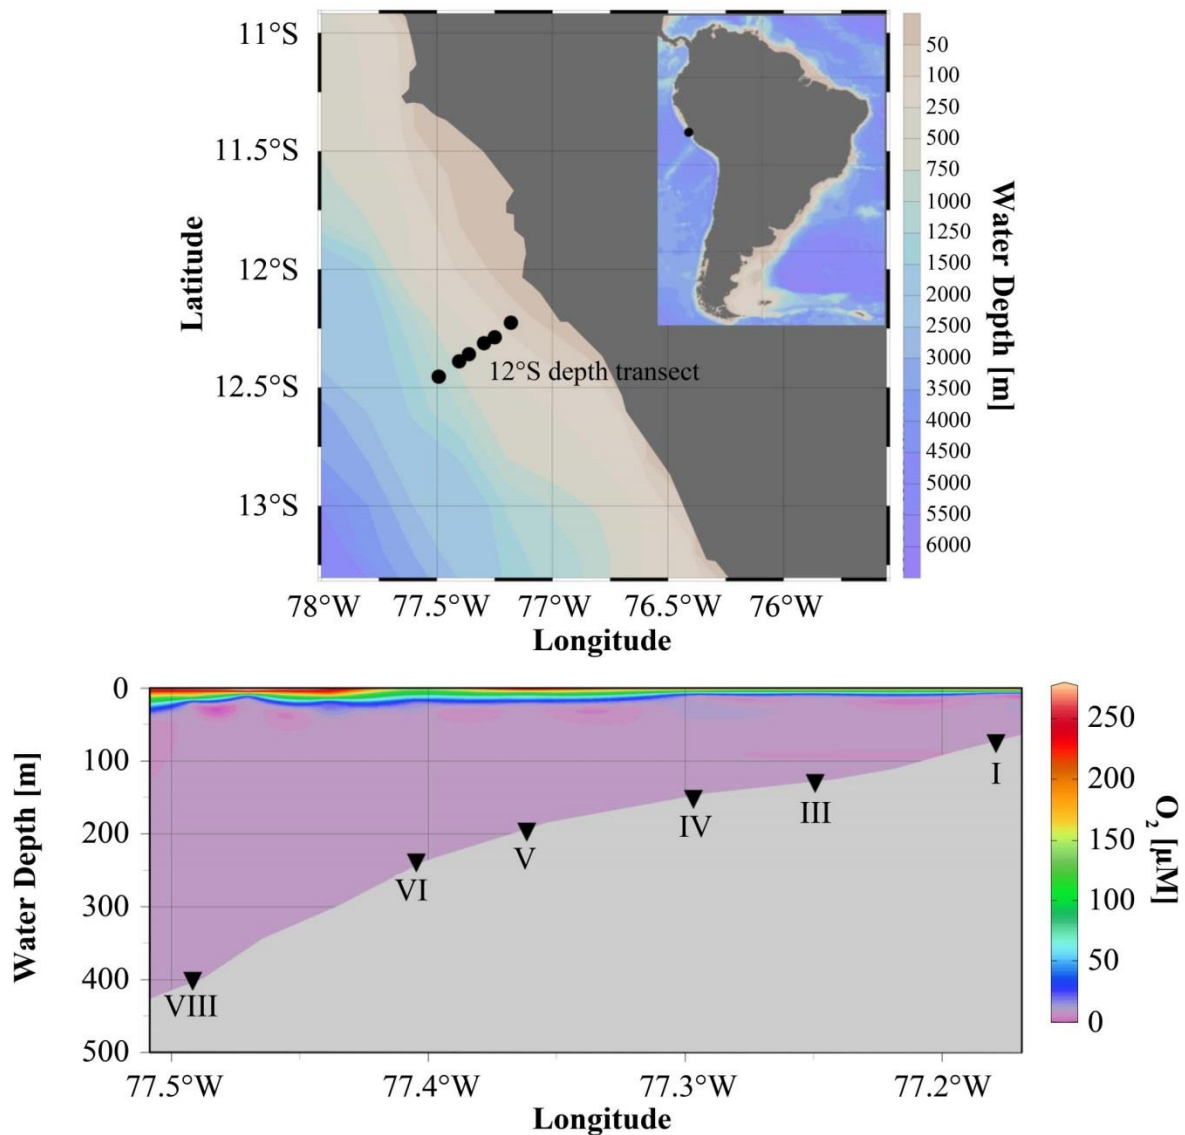 11°S
11.5°S
12°S
12.5°S
13°S
Latitude
78°W
77.5°W
77°W
76.5°W
76°W
Longitude
12°S depth transect
50
100
250
500
750
1000
1250
1500
2000
2500
3000
3500
4000
4500
5000
5500
6000
Water Depth [m]
0
100
200
300
400
500
Water Depth [m]
VIII
VI
V
IV
III
I
77.5°W
77.4°W
77.3°W
77.2°W
Longitude
250
200
150
100
50
0
O₂ [µM]